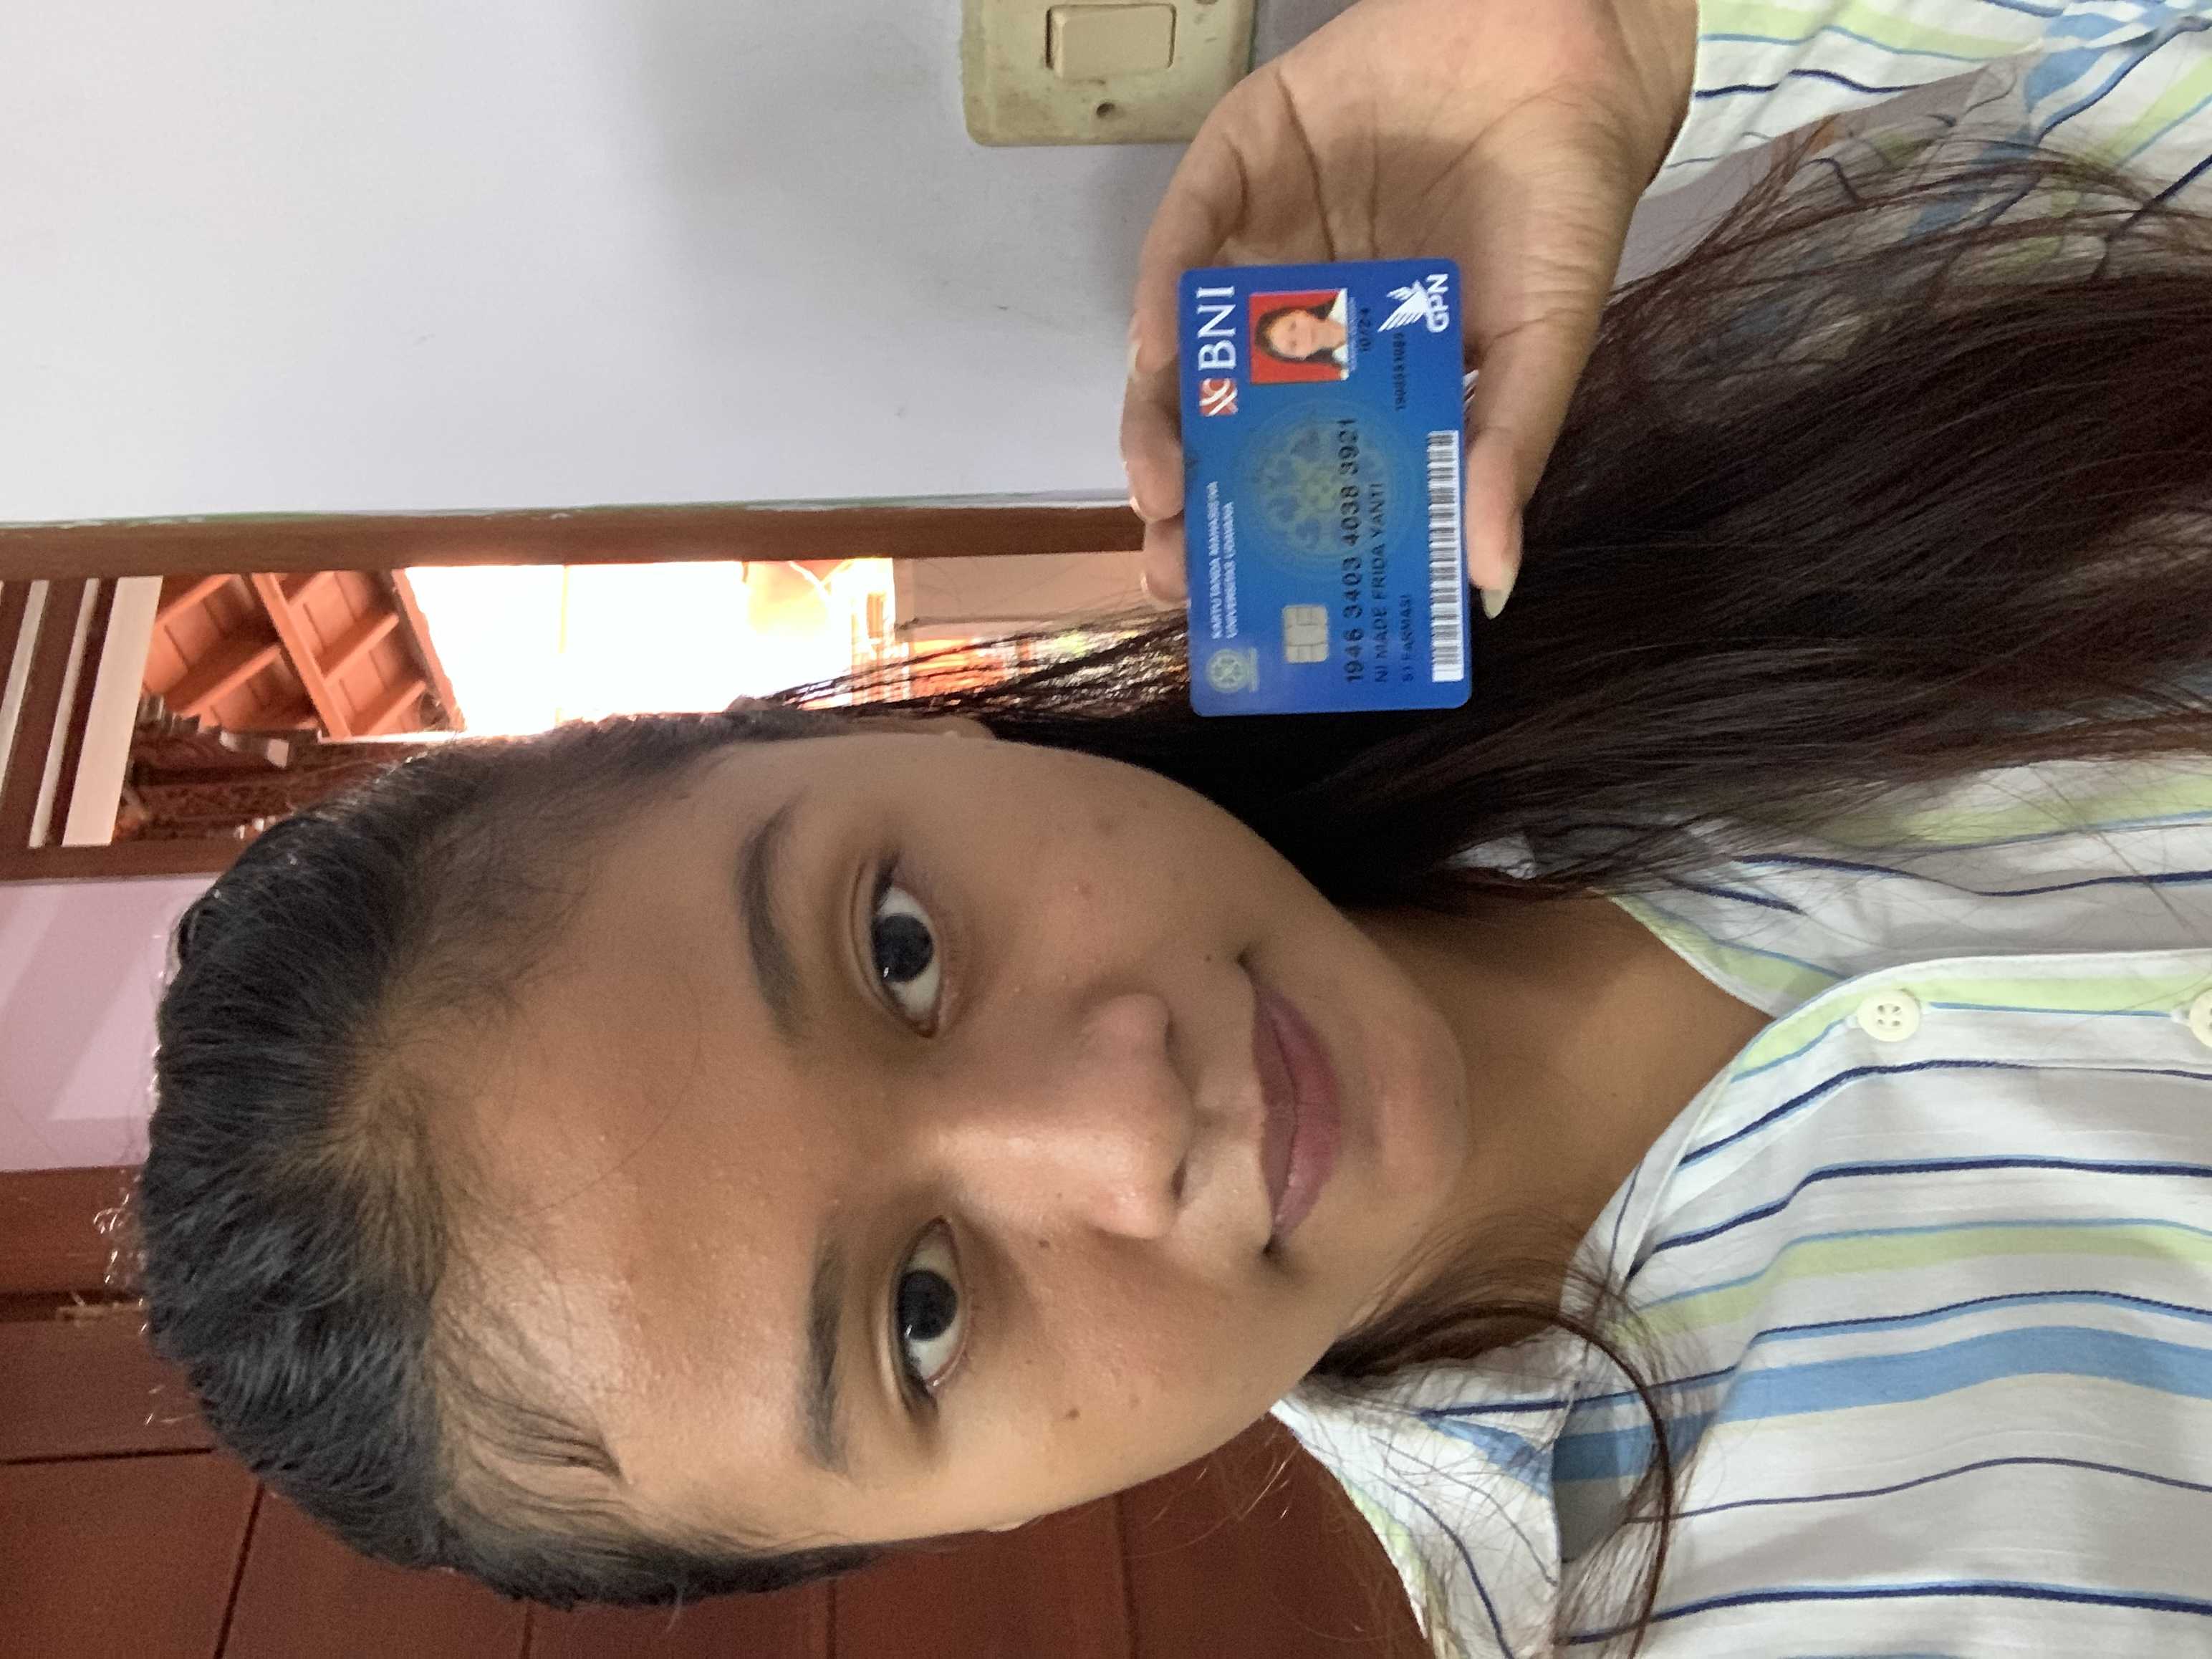 KARTU TANDA MAHASISWA
UNIVERSITAS UDAYANA
BNI
1946 3403 4038 3921
10/24
NI MADE FRIDA YANTI
S1 FARMASI
GPN